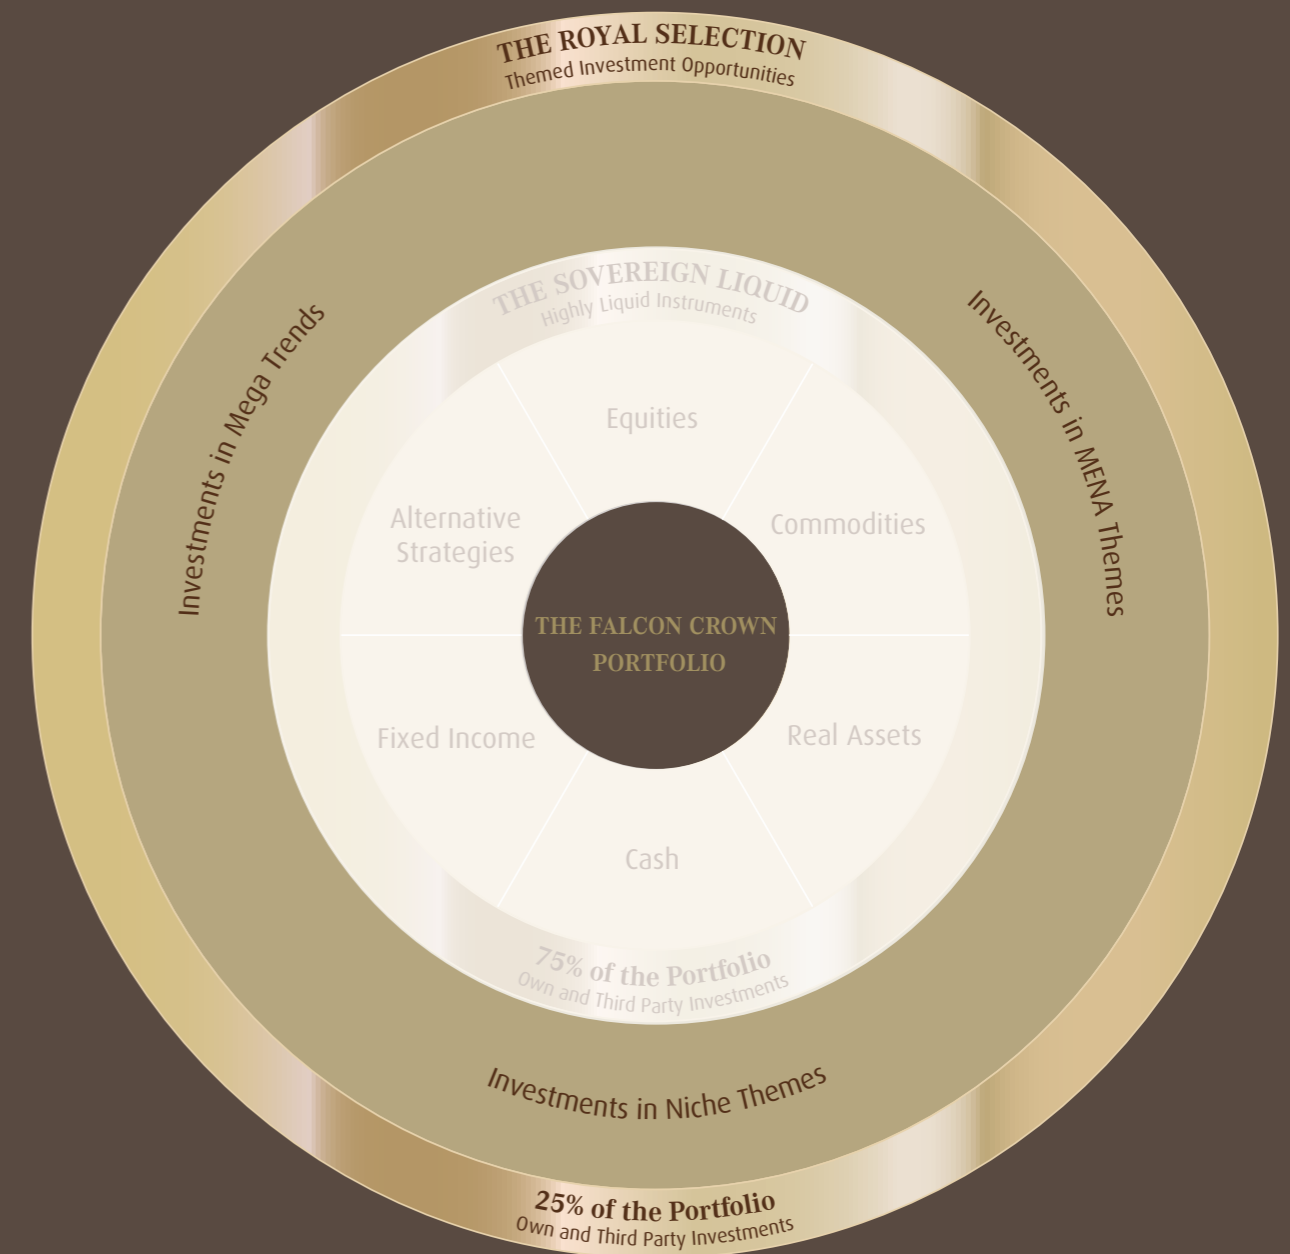 THE ROYAL SELECTION
Themed Investment Opportunities
THE SOVEREIGN LIQUID
Highly Liquid Instruments
Investments in Mega Trends
Investments in MENA Themes
Equities
Alternative
Strategies
Commodities
THE FALCON CROWN
PORTFOLIO
Fixed Income
Real Assets
Cash
75% of the Portfolio
Own and Third Party Investments
Investments in Niche Themes
25% of the Portfolio
Own and Third Party Investments